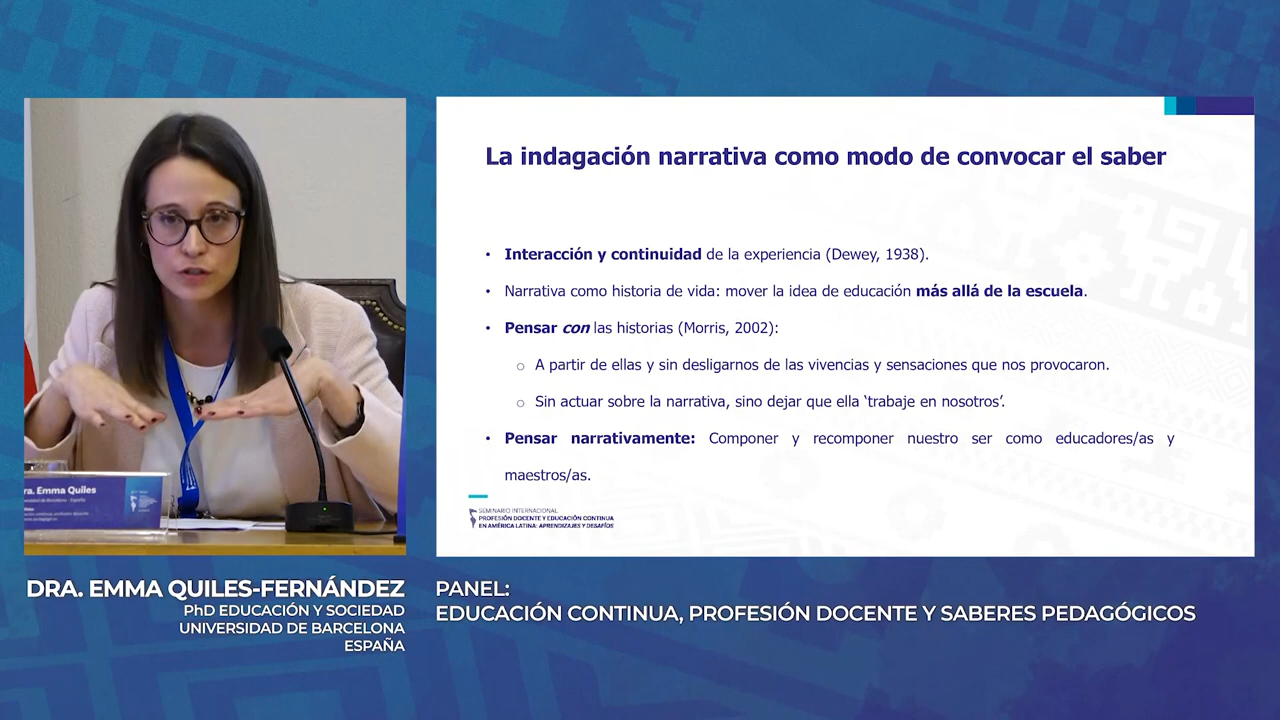 La indagación narrativa como modo de convocar el saber
• Interacción y continuidad de la experiencia (Dewey, 1938).
• Narrativa como historia de vida: mover la idea de educación más allá de la escuela.
• Pensar con las historias (Morris, 2002):
○ A partir de ellas y sin desligarnos de las vivencias y sensaciones que nos provocaron.
○ Sin actuar sobre la narrativa, sino dejar que ella ‘trabaje en nosotros’.
• Pensar narrativamente: Componer y recomponer nuestro ser como educadores/as y
maestros/as.
SEMINARIO INTERNACIONAL
PROFESIÓN DOCENTE Y EDUCACIÓN CONTINUA
EN AMÉRICA LATINA: APRENDIZAJES Y DESAFÍOS
Emma Quiles
DRA. EMMA QUILES-FERNÁNDEZ
PhD EDUCACIÓN Y SOCIEDAD
UNIVERSIDAD DE BARCELONA
ESPAÑA
PANEL:
EDUCACIÓN CONTINUA, PROFESIÓN DOCENTE Y SABERES PEDAGÓGICOS